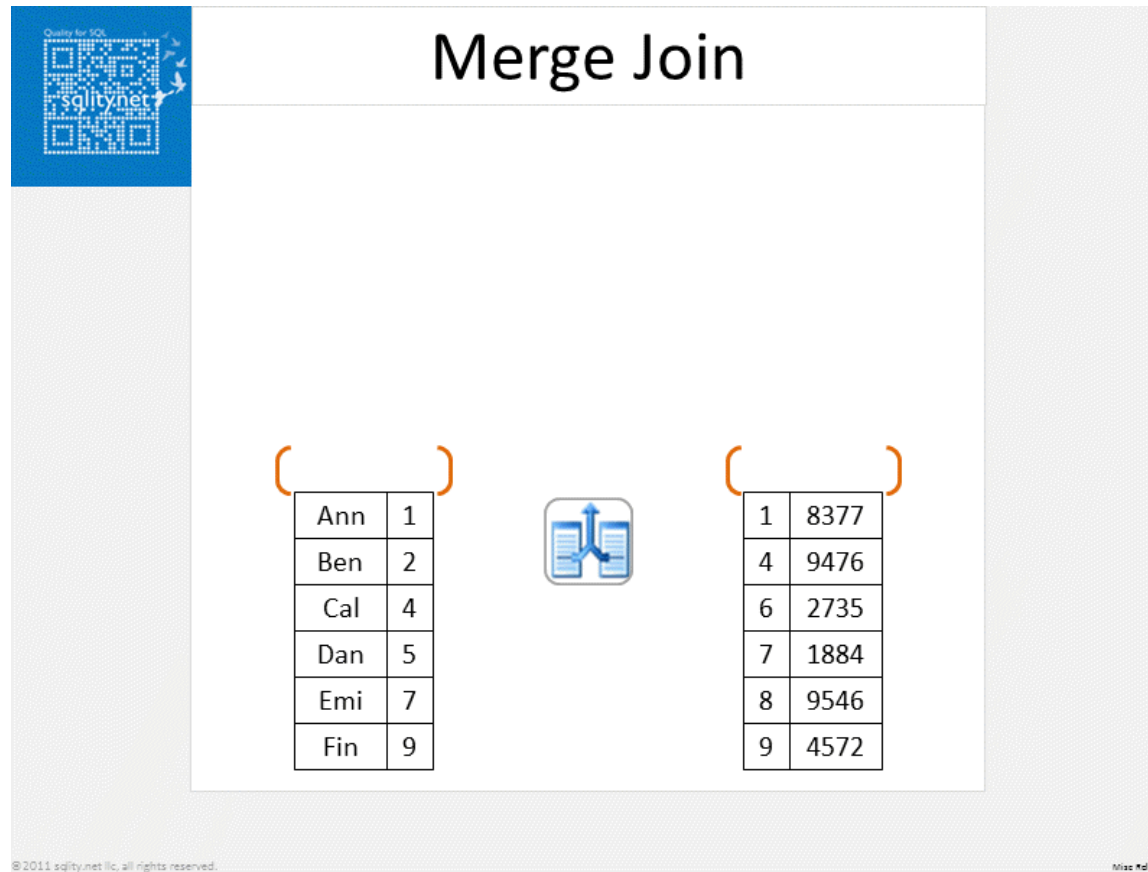 Quality for SQL
sqlity.net
Merge Join
Ann 1
Ben 2
Cal 4
Dan 5
Emi 7
Fin 9
1 8377
4 9476
6 2735
7 1884
8 9546
9 4572
©2011 sqlity.net llc, all rights reserved.